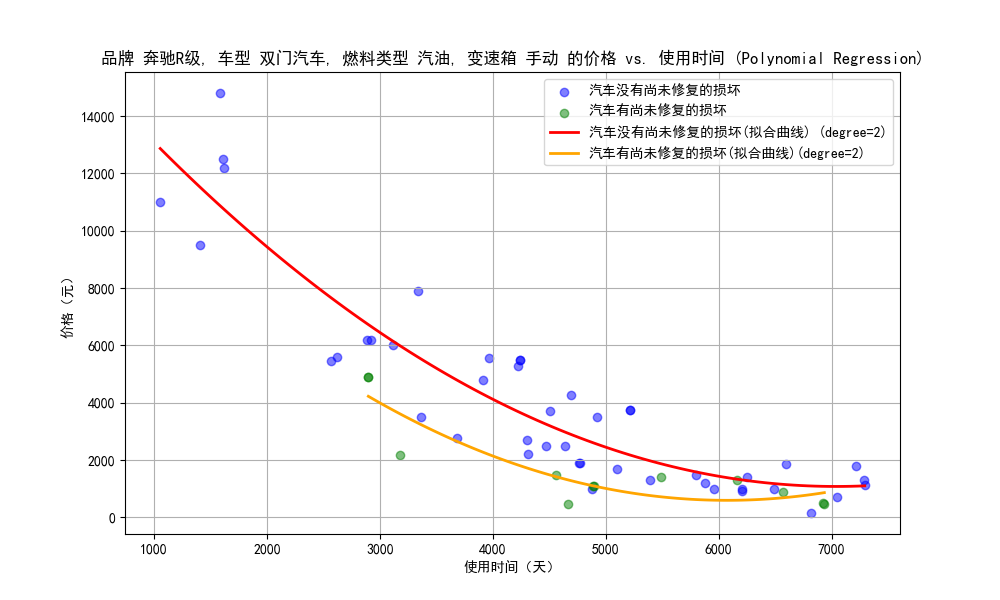 品牌 奔驰R级, 车型 双门汽车, 燃料类型 汽油, 变速箱 手动 的价格 vs. 使用时间 (Polynomial Regression)
汽车没有尚未修复的损坏
汽车有尚未修复的损坏
汽车没有尚未修复的损坏(拟合曲线) (degree=2)
汽车有尚未修复的损坏(拟合曲线)(degree=2)
价格（元）
14000
12000
10000
8000
6000
4000
2000
0
1000 2000 3000 4000 5000 6000 7000
使用时间（天）